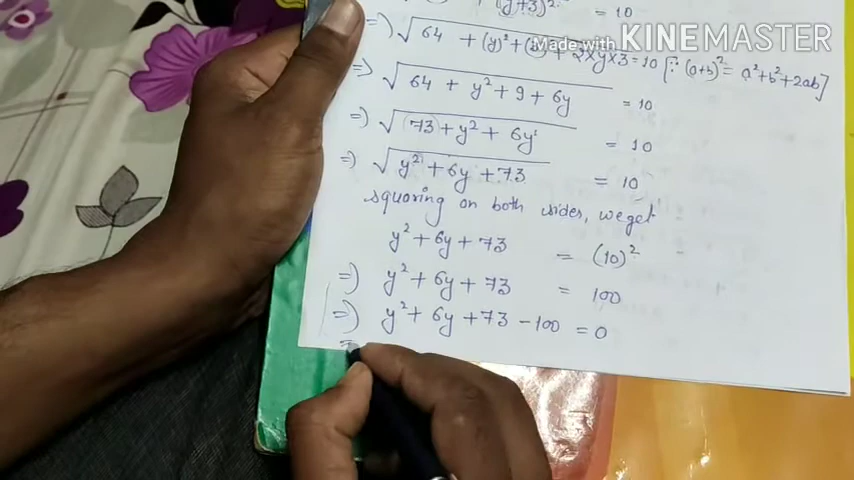 (y+3)². = 10
=) √64 + (y)² + (3)² + 2×y×3 = 10 [∵ (a+b)² = a²+b²+2ab]
Made with KINEMASTER
=> √64 + y² + 9 + 6y = 10
=) √(73) + y² + 6y = 10
=) √y² + 6y + 73 = 10
squaring on both sides, we get
y² + 6y + 73 = (10)²
=) y² + 6y + 73 = 100
=) y² + 6y + 73 - 100 = 0